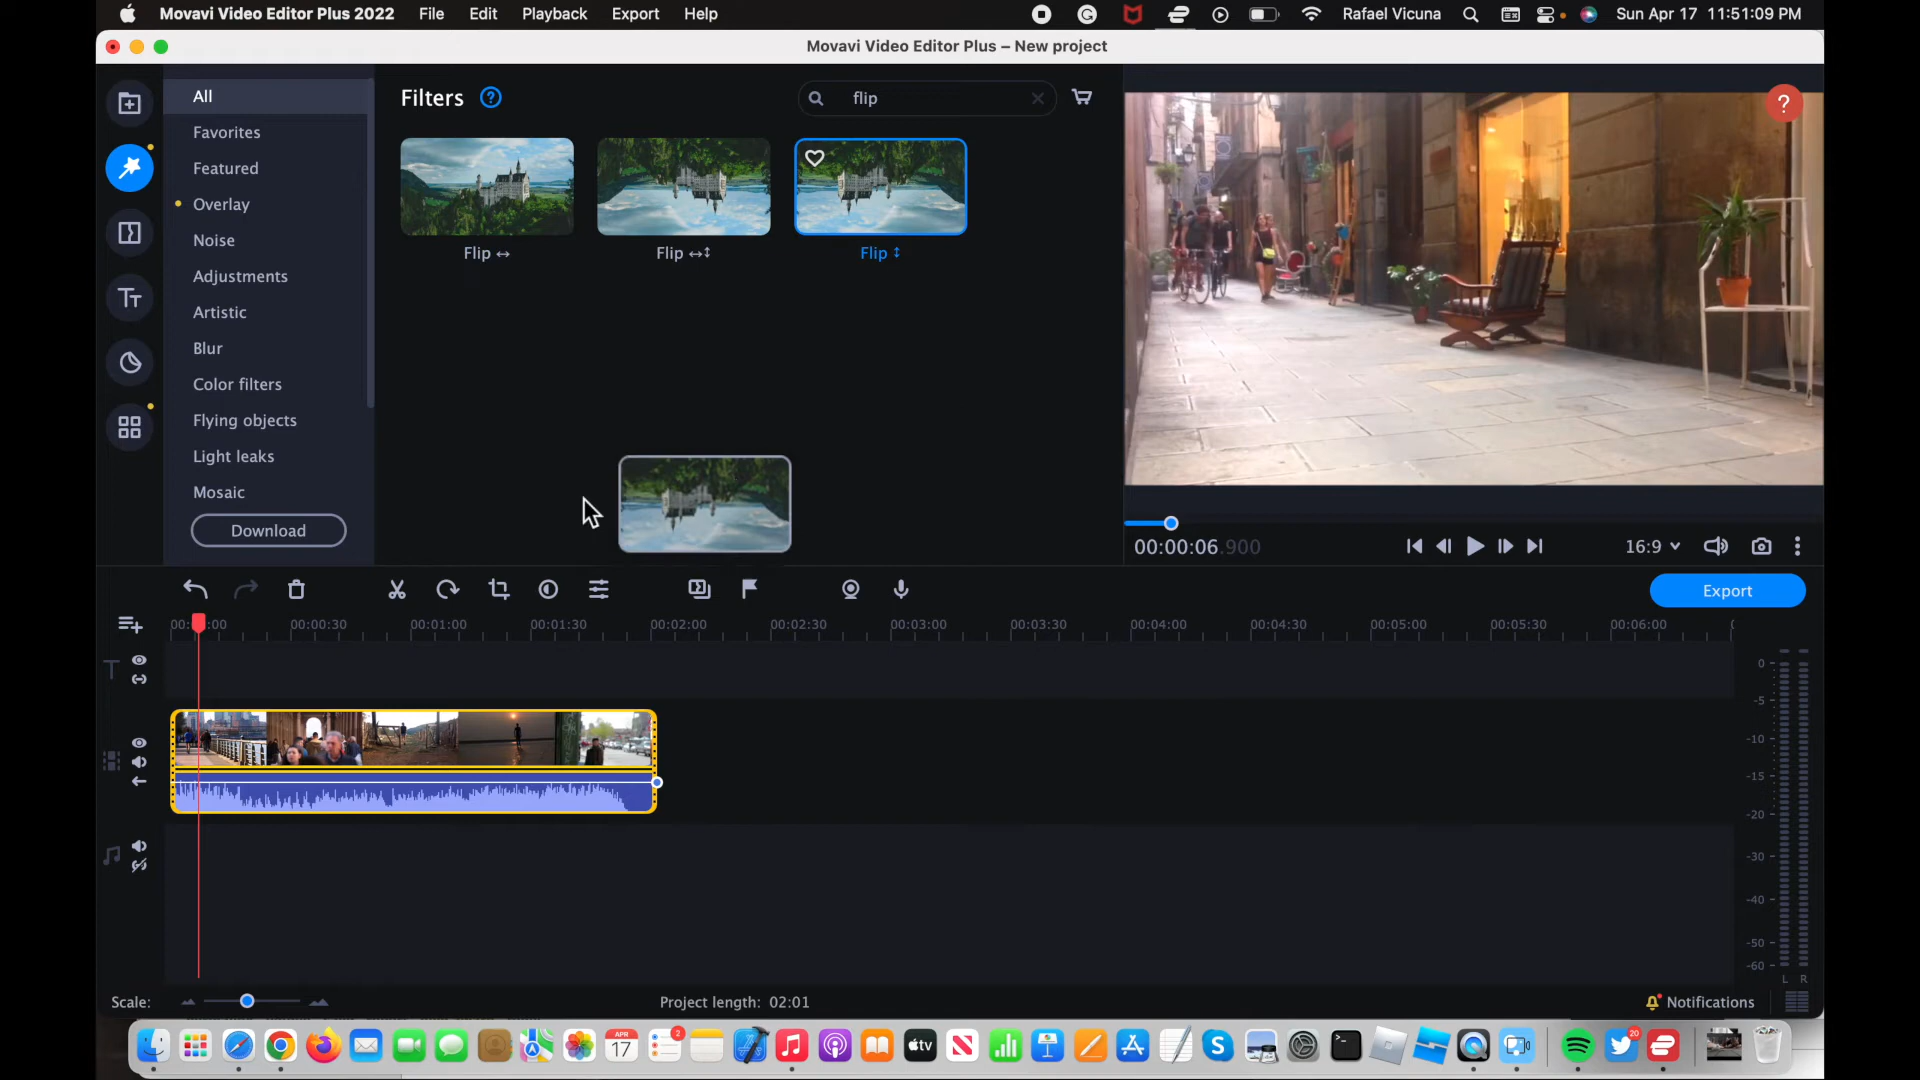 Movavi Video Editor Plus 2022 File Edit Playback Export Help Rafael Vicuna Sun Apr 17 11:51:09 PM
Movavi Video Editor Plus – New project
All
Favorites
Featured
Overlay
Noise
Adjustments
Artistic
Blur
Color filters
Flying objects
Light leaks
Mosaic
Download
Filters ?
flip
Flip ↔
Flip ↔↕
Flip ↕
?
00:00:06.900
16:9
Export
00:00:30 00:01:00 00:01:30 00:02:00 00:02:30 00:03:00 00:03:30 00:04:00 00:04:30 00:05:00 00:05:30 00:06:00
0
-5
-10
-15
-20
-30
-40
-50
-60
L R
Scale:
Project length: 02:01
Notifications
APR
17
2
tv
20